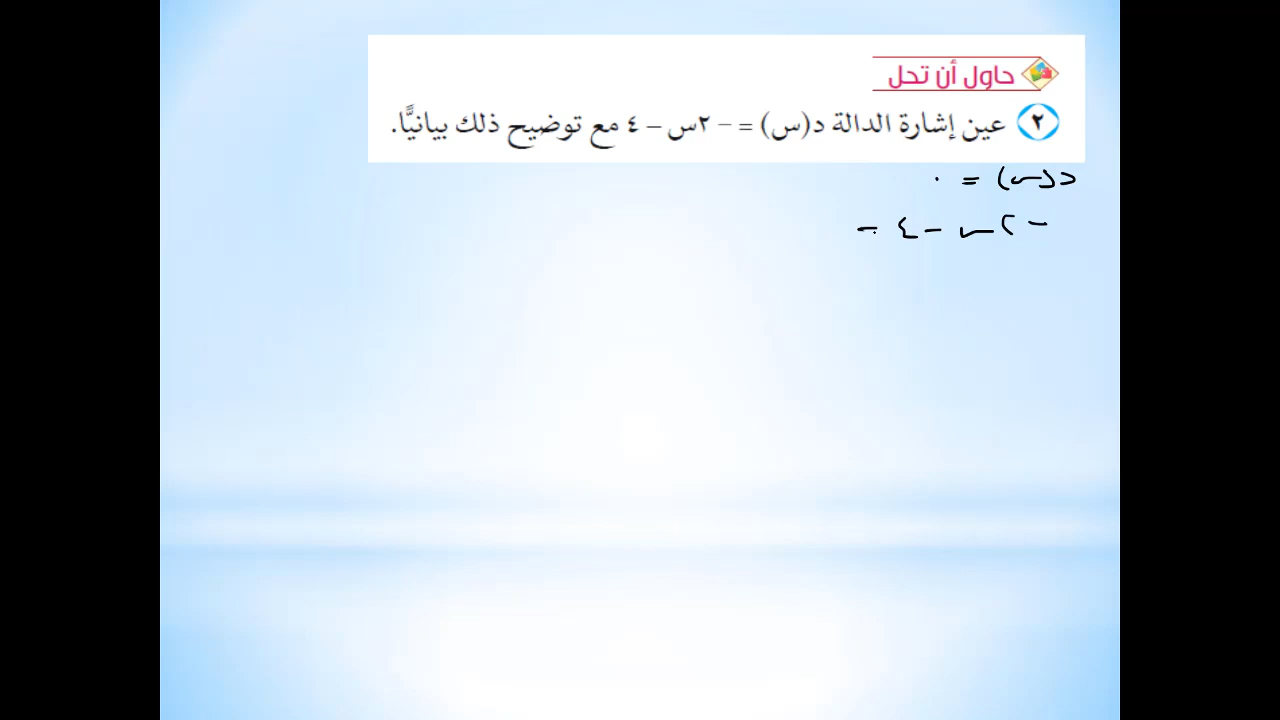 حاول أن تحل
٢ عين إشارة الدالة د(س) = – ٢س – ٤ مع توضيح ذلك بيانيًّا.
د(س) = ٠
– ٢س – ٤ =